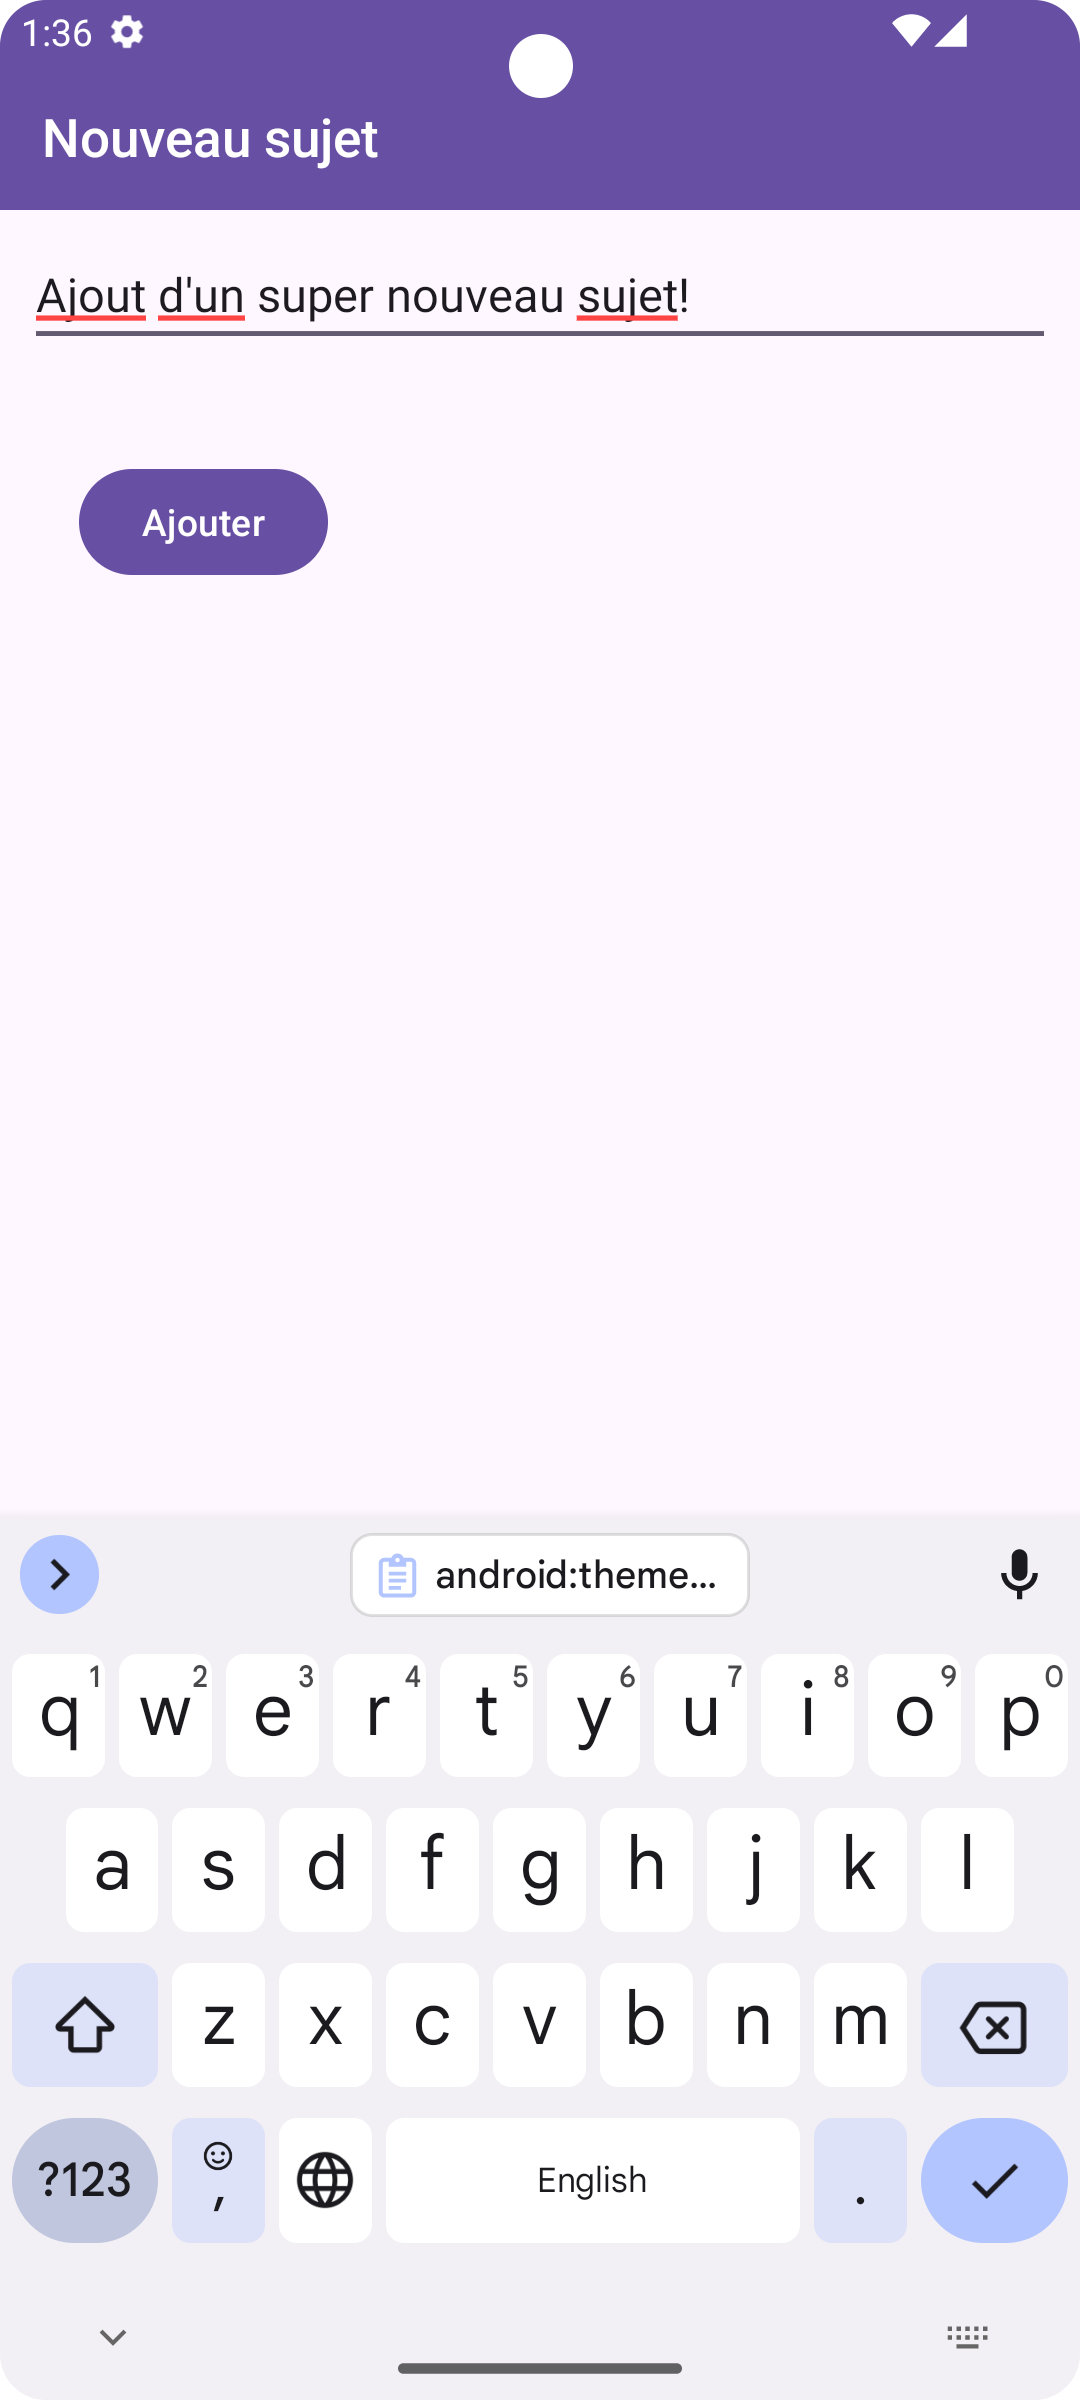 1:36
Nouveau sujet
Ajout d'un super nouveau sujet!
Ajouter
android:theme...
q 1 w 2 e 3 r 4 t 5 y 6 u 7 i 8 o 9 p 0
a s d f g h j k l
z x c v b n m
?123 , English .